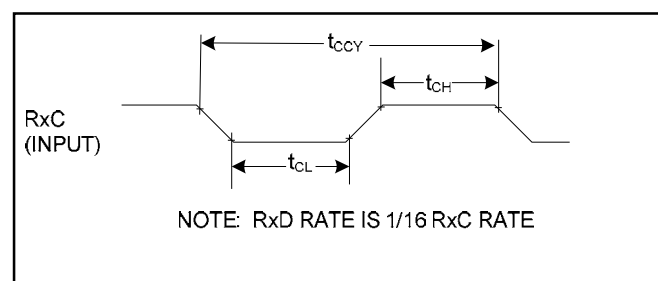 tCCY
tCH
RxC
(INPUT)
tCL
NOTE: RxD RATE IS 1/16 RxC RATE